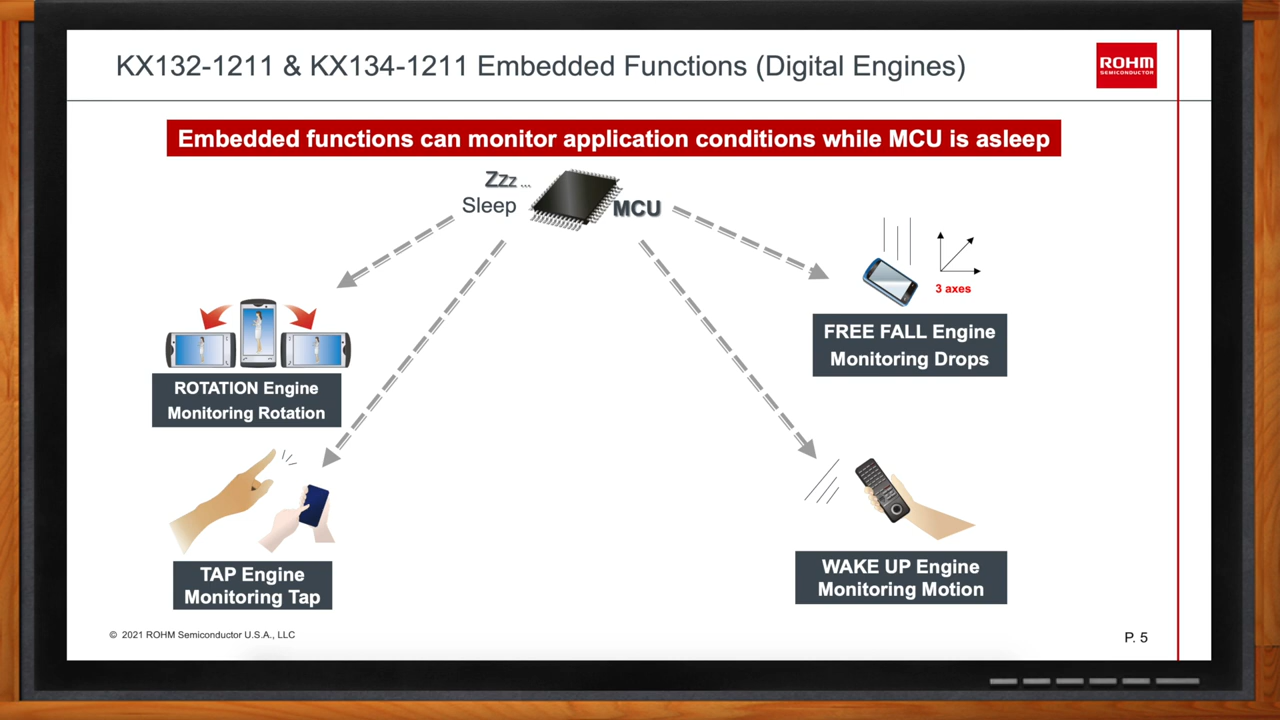 KX132-1211 & KX134-1211 Embedded Functions (Digital Engines)
ROHM
SEMICONDUCTOR
Embedded functions can monitor application conditions while MCU is asleep
Zzz ...
Sleep
MCU
3 axes
FREE FALL Engine
Monitoring Drops
ROTATION Engine
Monitoring Rotation
TAP Engine
Monitoring Tap
WAKE UP Engine
Monitoring Motion
© 2021 ROHM Semiconductor U.S.A., LLC
P. 5